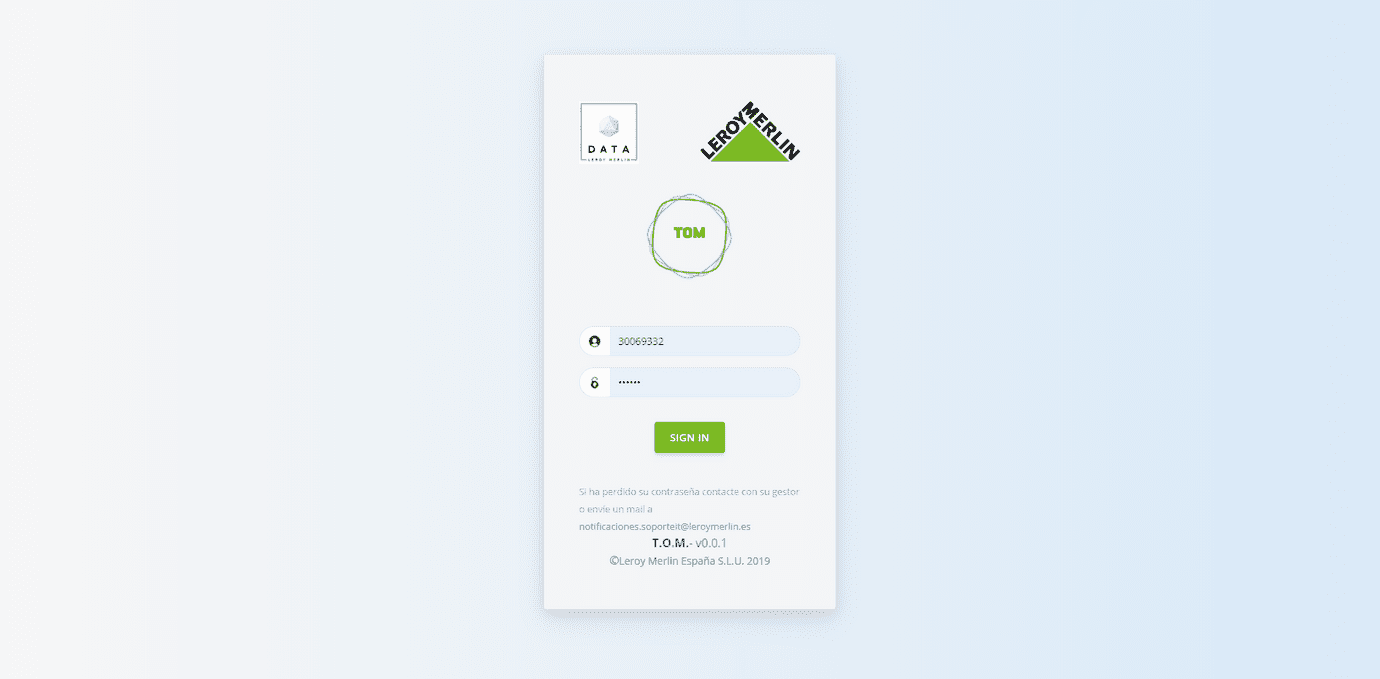 DATA
LEROY MERLIN
LEROY MERLIN
TOM
30069332
••••••
SIGN IN
Si ha perdido su contraseña contacte con su gestor
o envíe un mail a
notificaciones.soporteit@leroymerlin.es
T.O.M.- v0.0.1
©Leroy Merlin España S.L.U. 2019